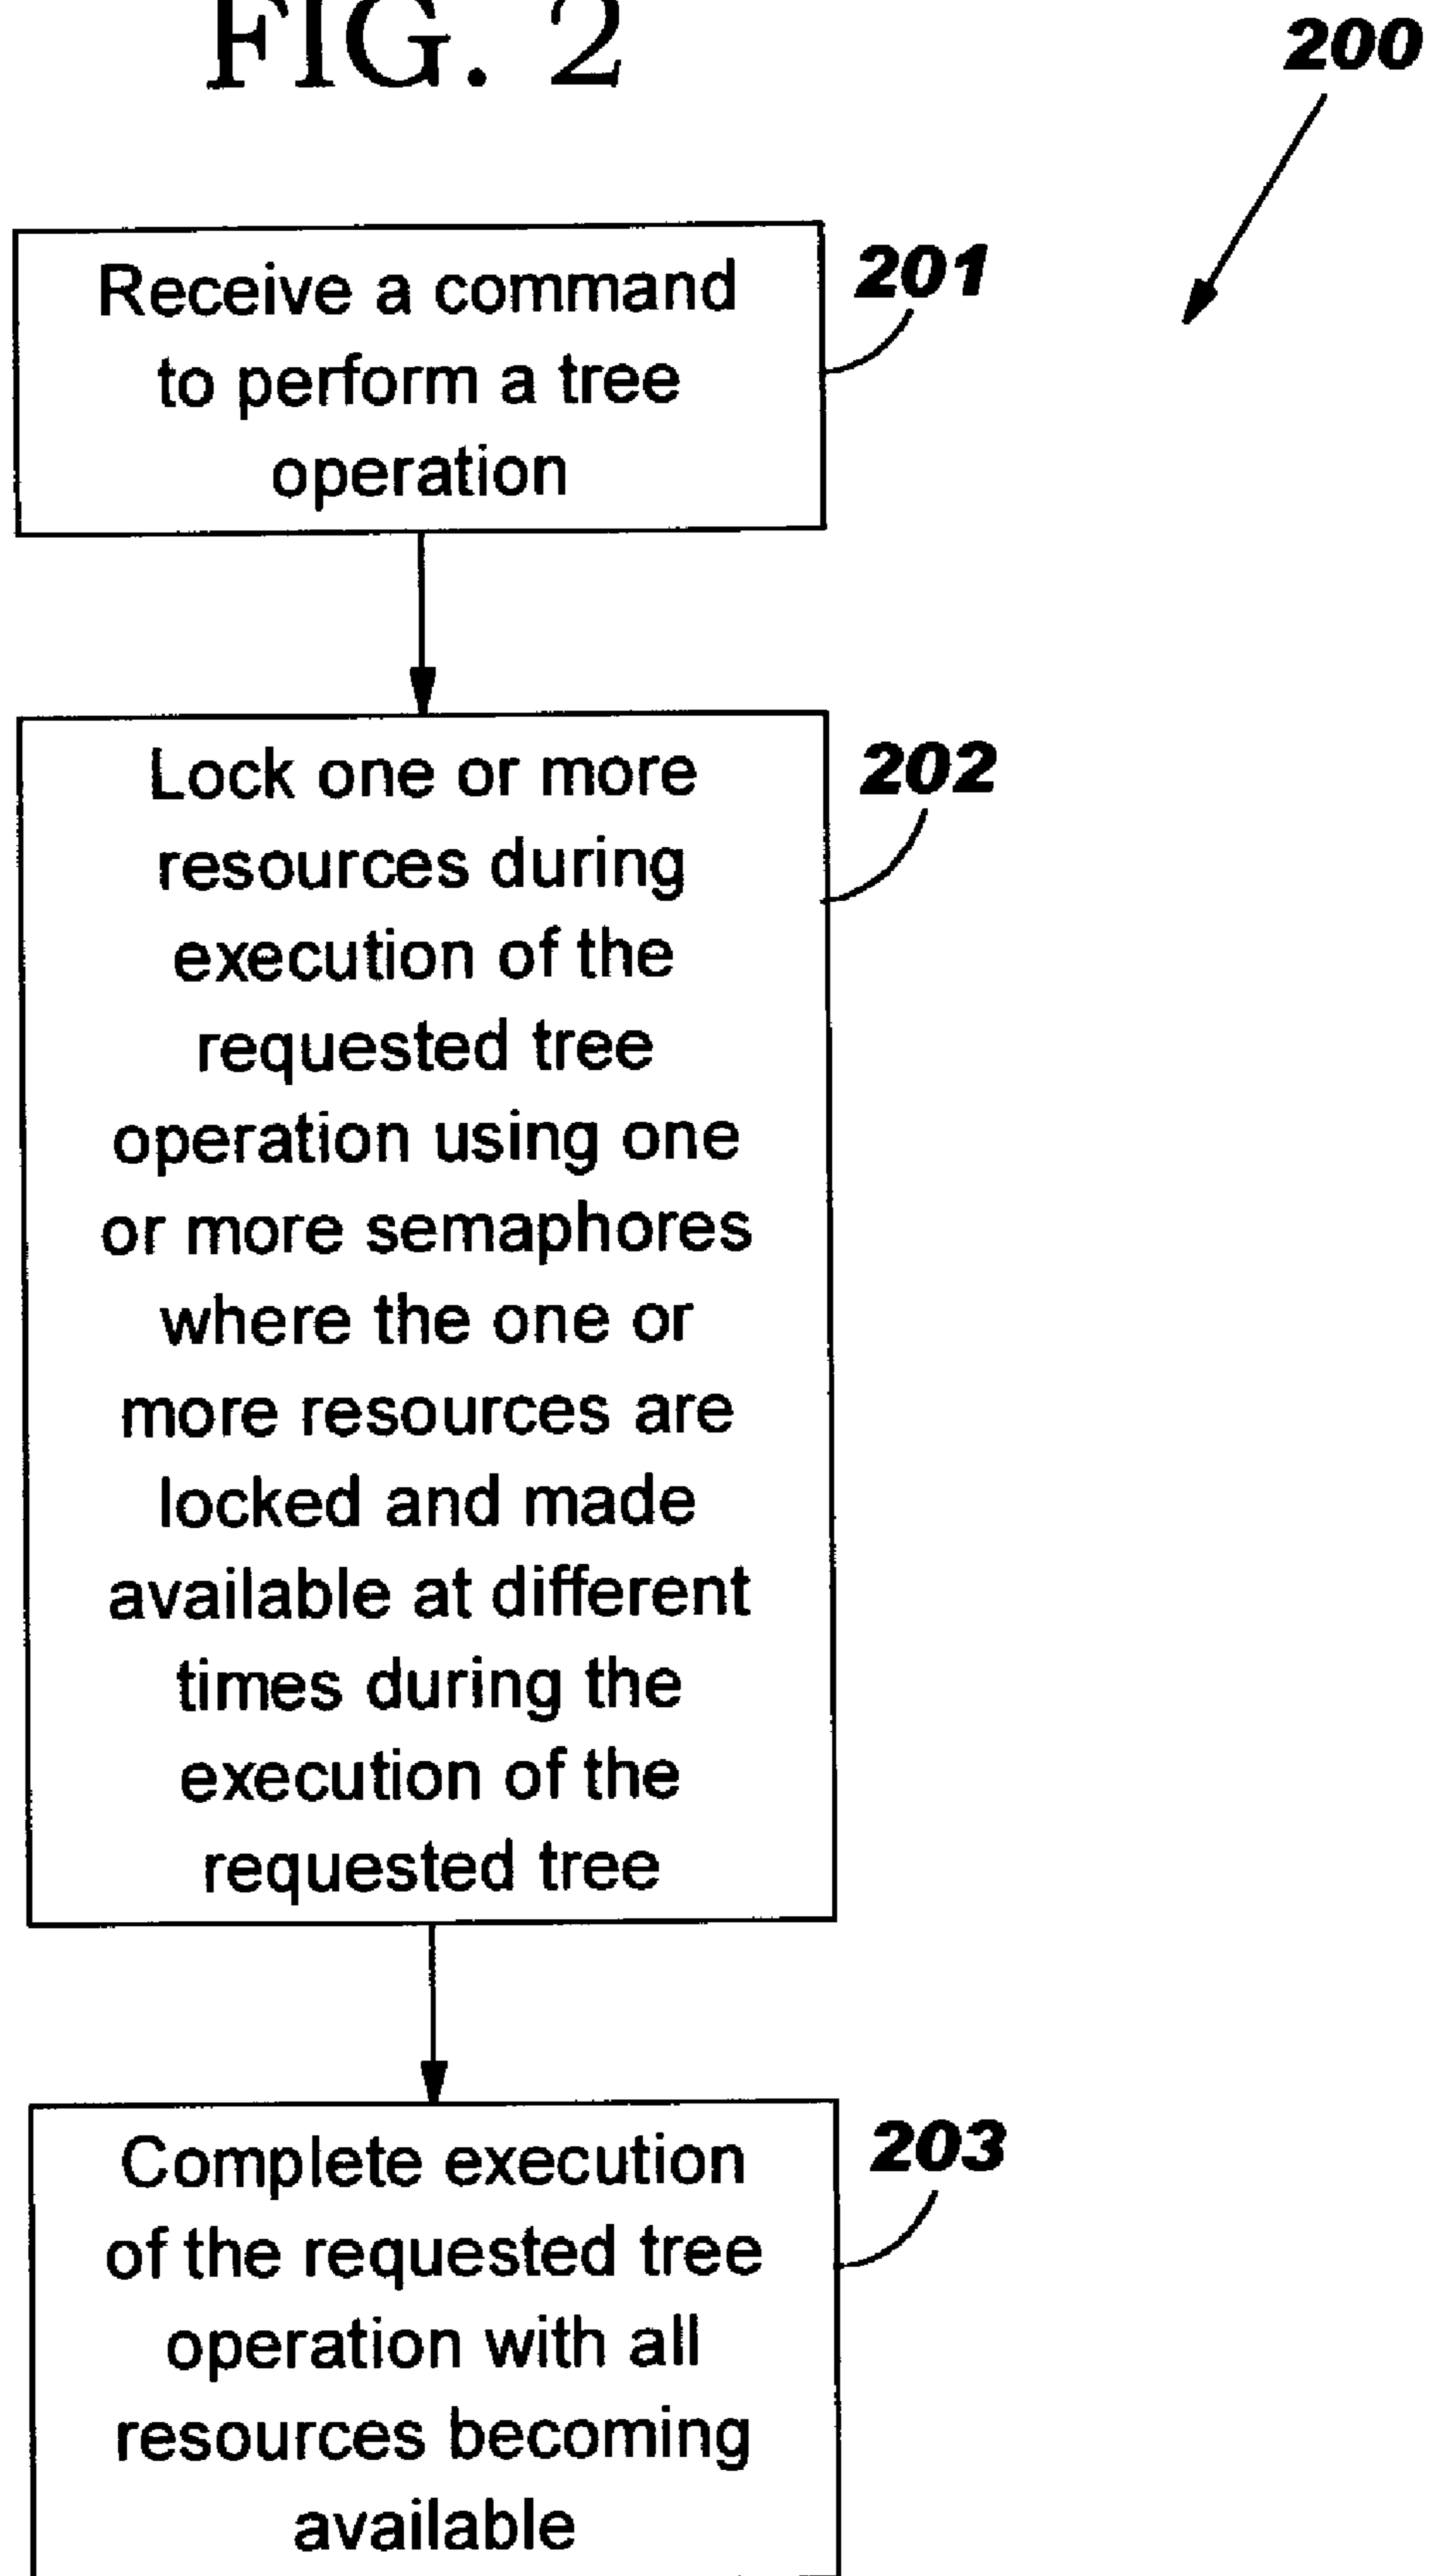 FIG. 2
200
Receive a command
to perform a tree
operation
201
Lock one or more
resources during
execution of the
requested tree
operation using one
or more semaphores
where the one or
more resources are
locked and made
available at different
times during the
execution of the
requested tree
202
Complete execution
of the requested tree
operation with all
resources becoming
available
203